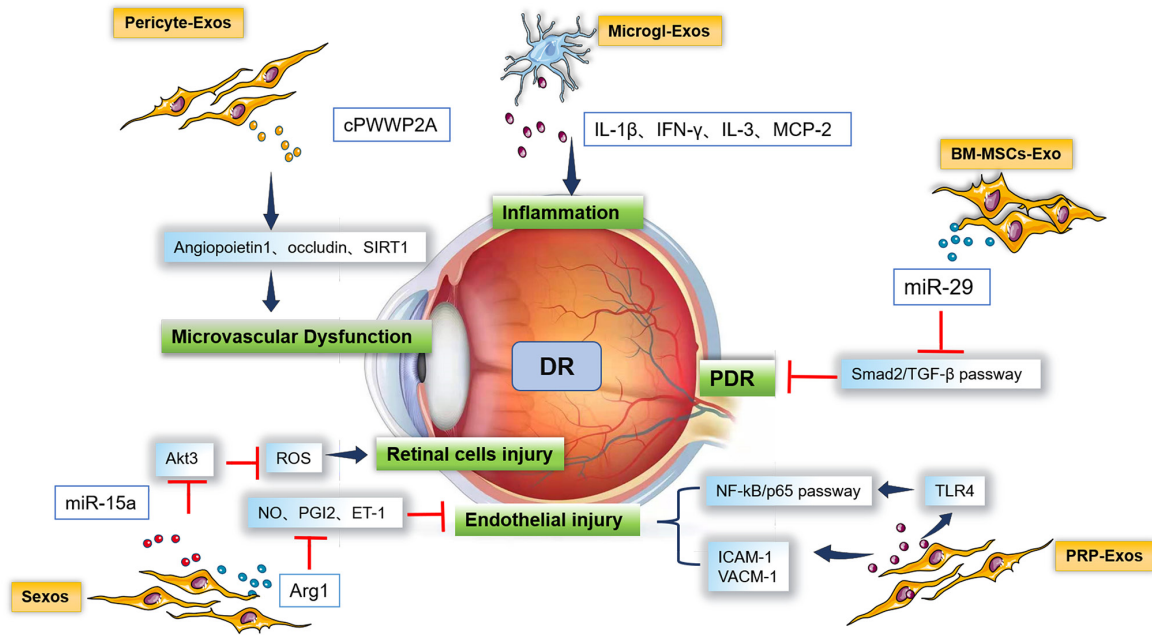 Pericyte-Exos
Microgl-Exos
cPWWP2A
IL-1β、IFN-γ、IL-3、MCP-2
BM-MSCs-Exo
Inflammation
Angiopoietin1、occludin、SIRT1
miR-29
Microvascular Dysfunction
DR
PDR
Smad2/TGF-β passway
Akt3
ROS
Retinal cells injury
miR-15a
NO、PGI2、ET-1
Endothelial injury
NF-kB/p65 passway
TLR4
ICAM-1
VACM-1
PRP-Exos
Sexos
Arg1